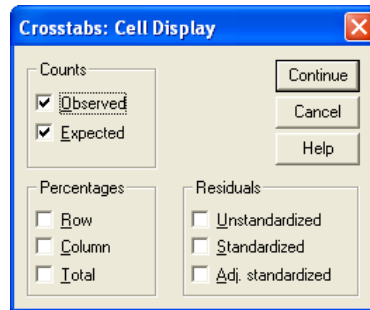 Crosstabs: Cell Display
Counts
Observed
Expected
Continue
Cancel
Help
Percentages
Row
Column
Total
Residuals
Unstandardized
Standardized
Adj. standardized